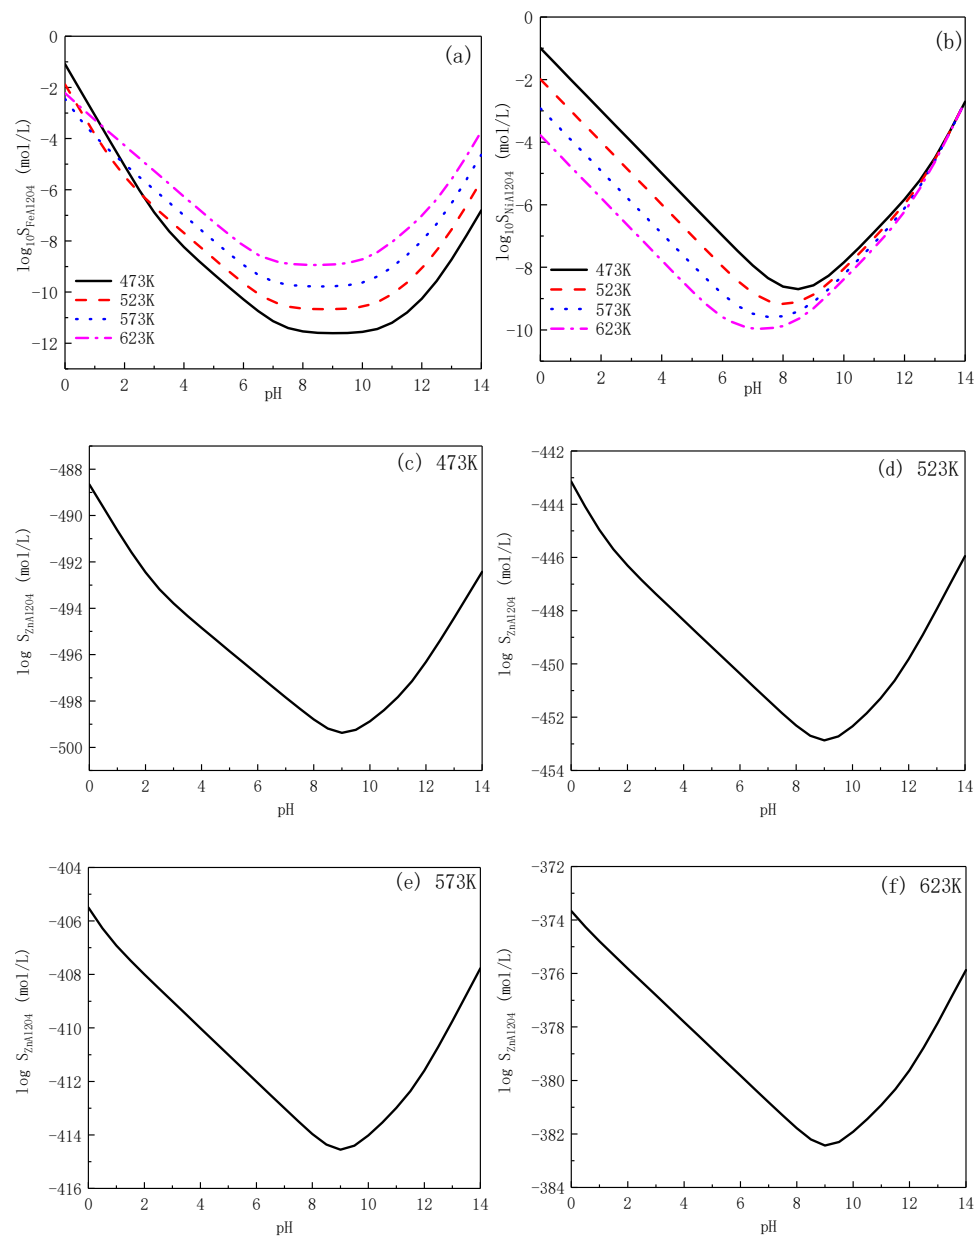 (a)
log10SFeAl2O4 (mol/L)
0
-2
-4
-6
-8
-10
-12
473K
523K
573K
623K
0 2 4 6 8 10 12 14
pH
(b)
log10SNiAl2O4 (mol/L)
0
-2
-4
-6
-8
-10
473K
523K
573K
623K
0 2 4 6 8 10 12 14
pH
(c) 473K
log SZnAl2O4 (mol/L)
-488
-490
-492
-494
-496
-498
-500
0 2 4 6 8 10 12 14
pH
(d) 523K
log SZnAl2O4 (mol/L)
-442
-444
-446
-448
-450
-452
-454
0 2 4 6 8 10 12 14
pH
(e) 573K
log SZnAl2O4 (mol/L)
-404
-406
-408
-410
-412
-414
-416
0 2 4 6 8 10 12 14
pH
(f) 623K
log SZnAl2O4 (mol/L)
-372
-374
-376
-378
-380
-382
-384
0 2 4 6 8 10 12 14
pH